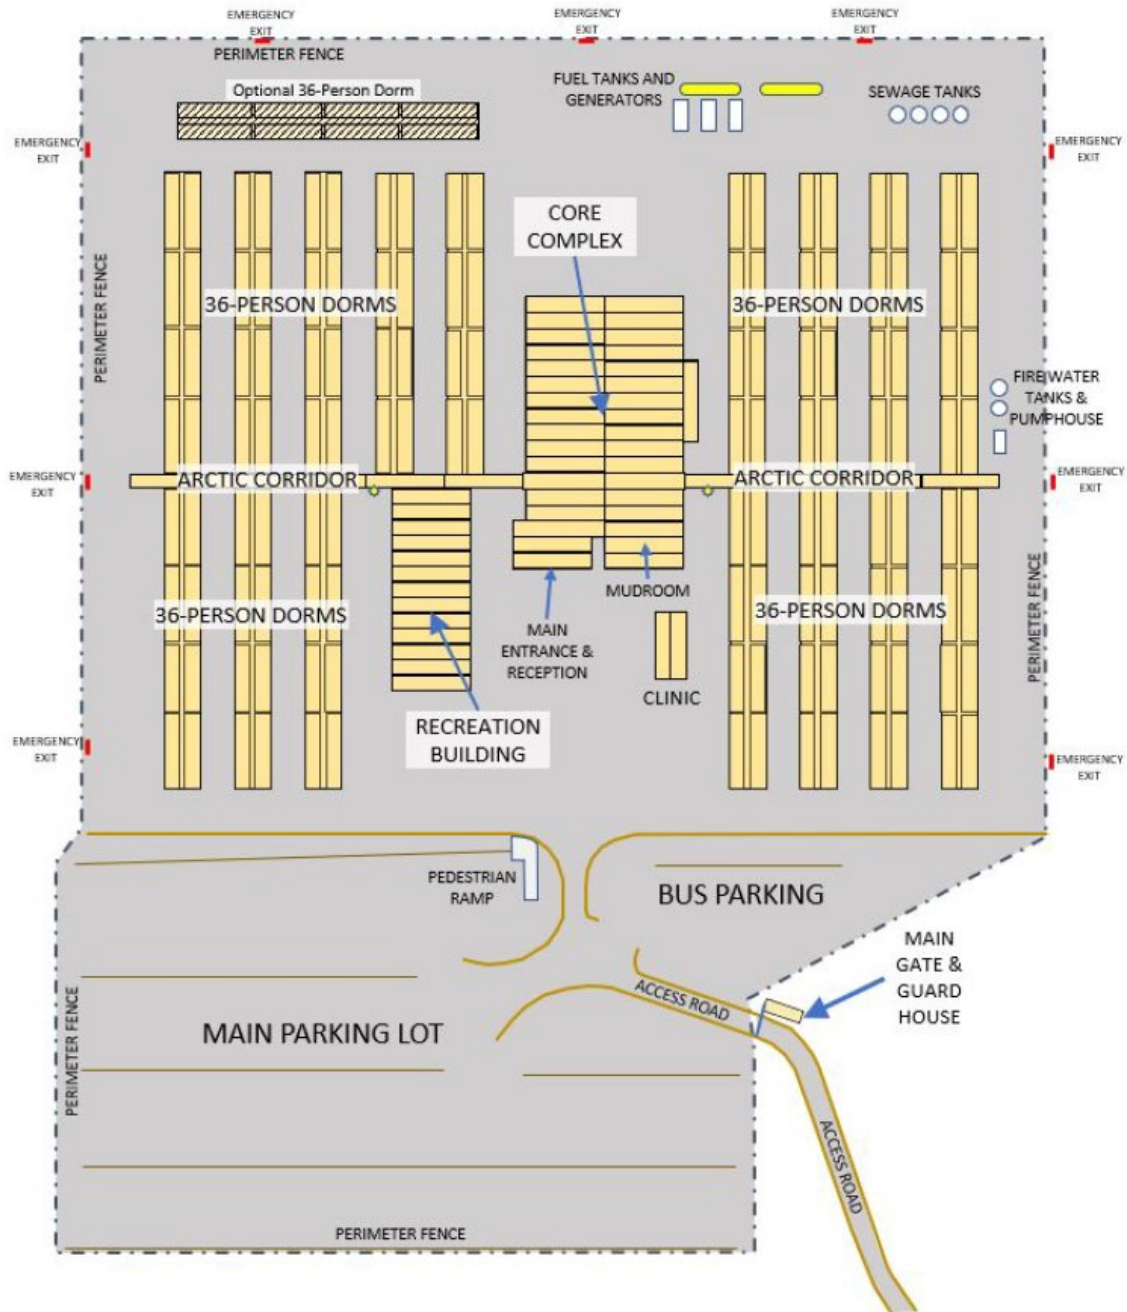 EMERGENCY
EXIT
EMERGENCY
EXIT
EMERGENCY
EXIT
PERIMETER FENCE
Optional 36-Person Dorm
FUEL TANKS AND
GENERATORS
SEWAGE TANKS
EMERGENCY
EXIT
EMERGENCY
EXIT
CORE
COMPLEX
PERIMETER FENCE
36-PERSON DORMS
36-PERSON DORMS
FIRE WATER
TANKS &
PUMPHOUSE
EMERGENCY
EXIT
ARCTIC CORRIDOR
ARCTIC CORRIDOR
EMERGENCY
EXIT
36-PERSON DORMS
MUDROOM
36-PERSON DORMS
PERIMETER FENCE
MAIN
ENTRANCE &
RECEPTION
CLINIC
RECREATION
BUILDING
EMERGENCY
EXIT
EMERGENCY
EXIT
PEDESTRIAN
RAMP
BUS PARKING
MAIN
GATE &
GUARD
HOUSE
ACCESS ROAD
MAIN PARKING LOT
PERIMETER FENCE
ACCESS ROAD
PERIMETER FENCE